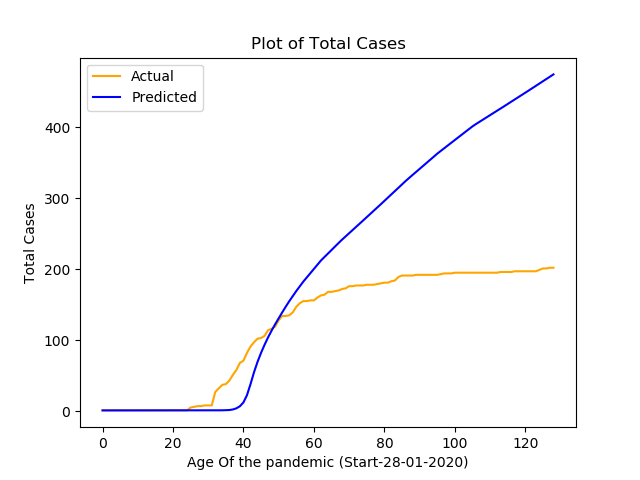 Plot of Total Cases
Actual
Predicted
400
300
200
100
0
Total Cases
0 20 40 60 80 100 120
Age Of the pandemic (Start-28-01-2020)